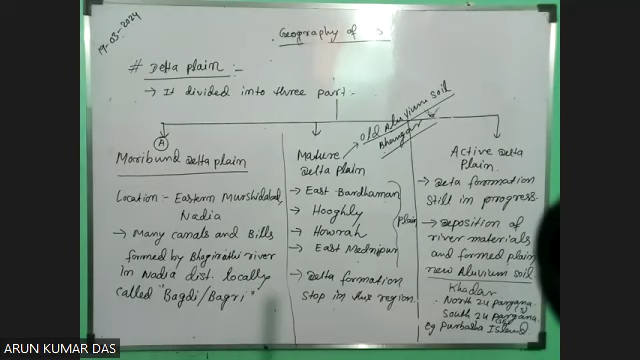 19-03-2024
Geography of
# Delta plain :-
→ It divided into three part :-
A
Moribund Delta plain
Location :- Eastern Murshidabad, Nadia
→ Many canals and Bills
formed by Bhagirathi river
in Nadia dist. locally
called "Bagdi/Bagri"
Mature Delta plain
old Aluvium soil
Bhangar
→ East Bardhaman
→ Hooghly
→ Howrah
→ East Mednipur
plain
→ Delta formation
stop in this region.
Active Delta
Plain.
→ Delta formation
still in progress.
→ Deposition of
river materials
and formed plain
new Aluvium soil
Khadar
North 24 pargana.
South 24 pargana
Eg Purbasha Island
ARUN KUMAR DAS